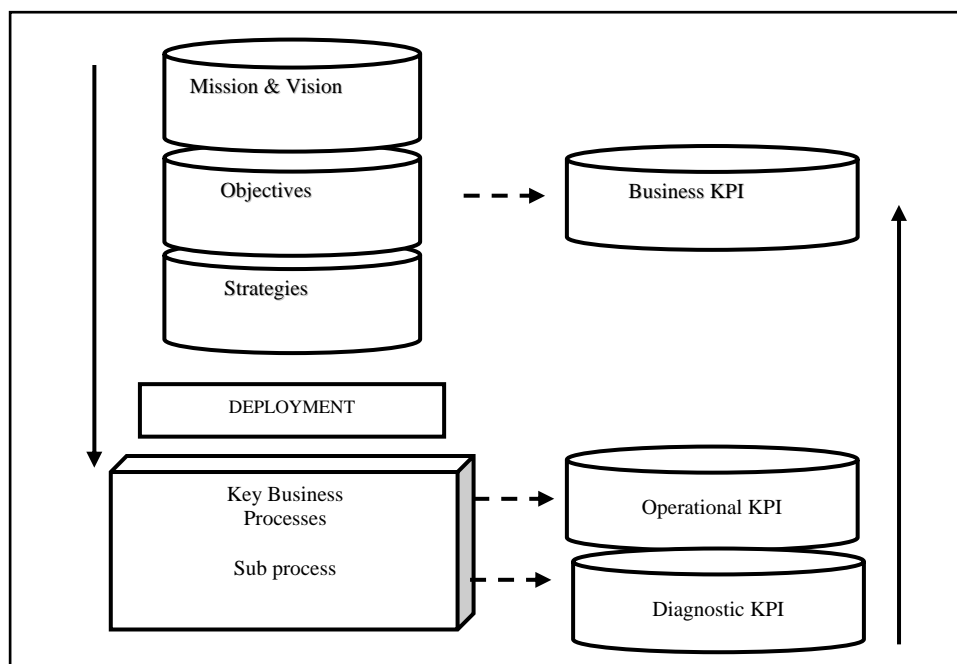 Mission & Vision
Objectives
Business KPI
Strategies
DEPLOYMENT
Key Business
Processes
Operational KPI
Sub process
Diagnostic KPI